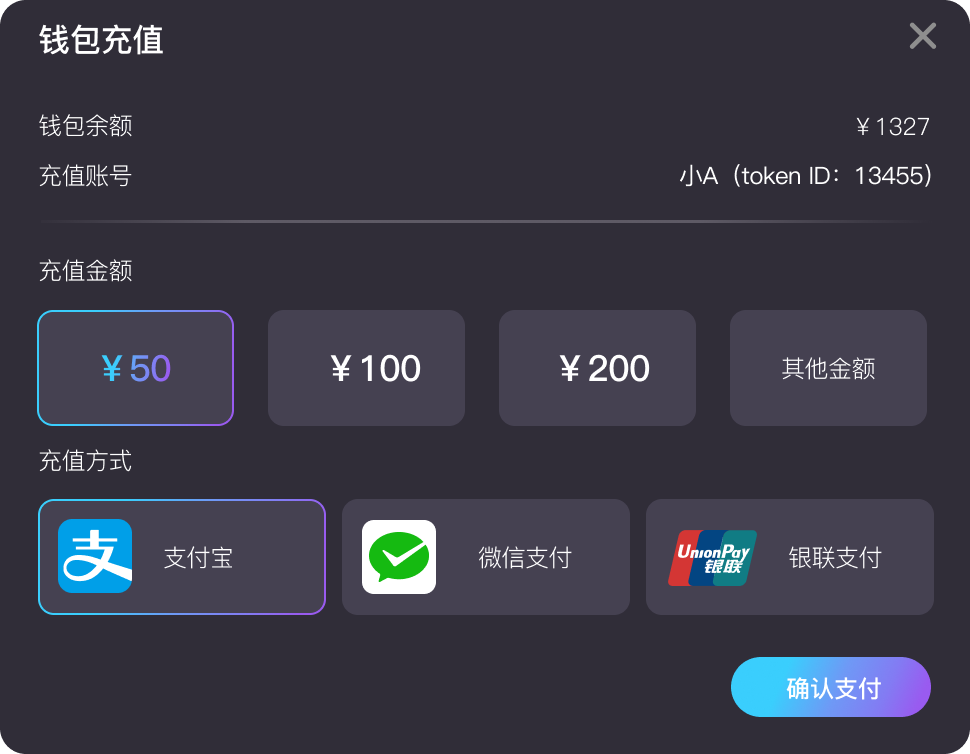 钱包充值
钱包余额 ￥1327
充值账号 小A（token ID：13455）
充值金额
￥50 ￥100 ￥200 其他金额
充值方式
支 支付宝 微信支付 UnionPay 银联 银联支付
确认支付